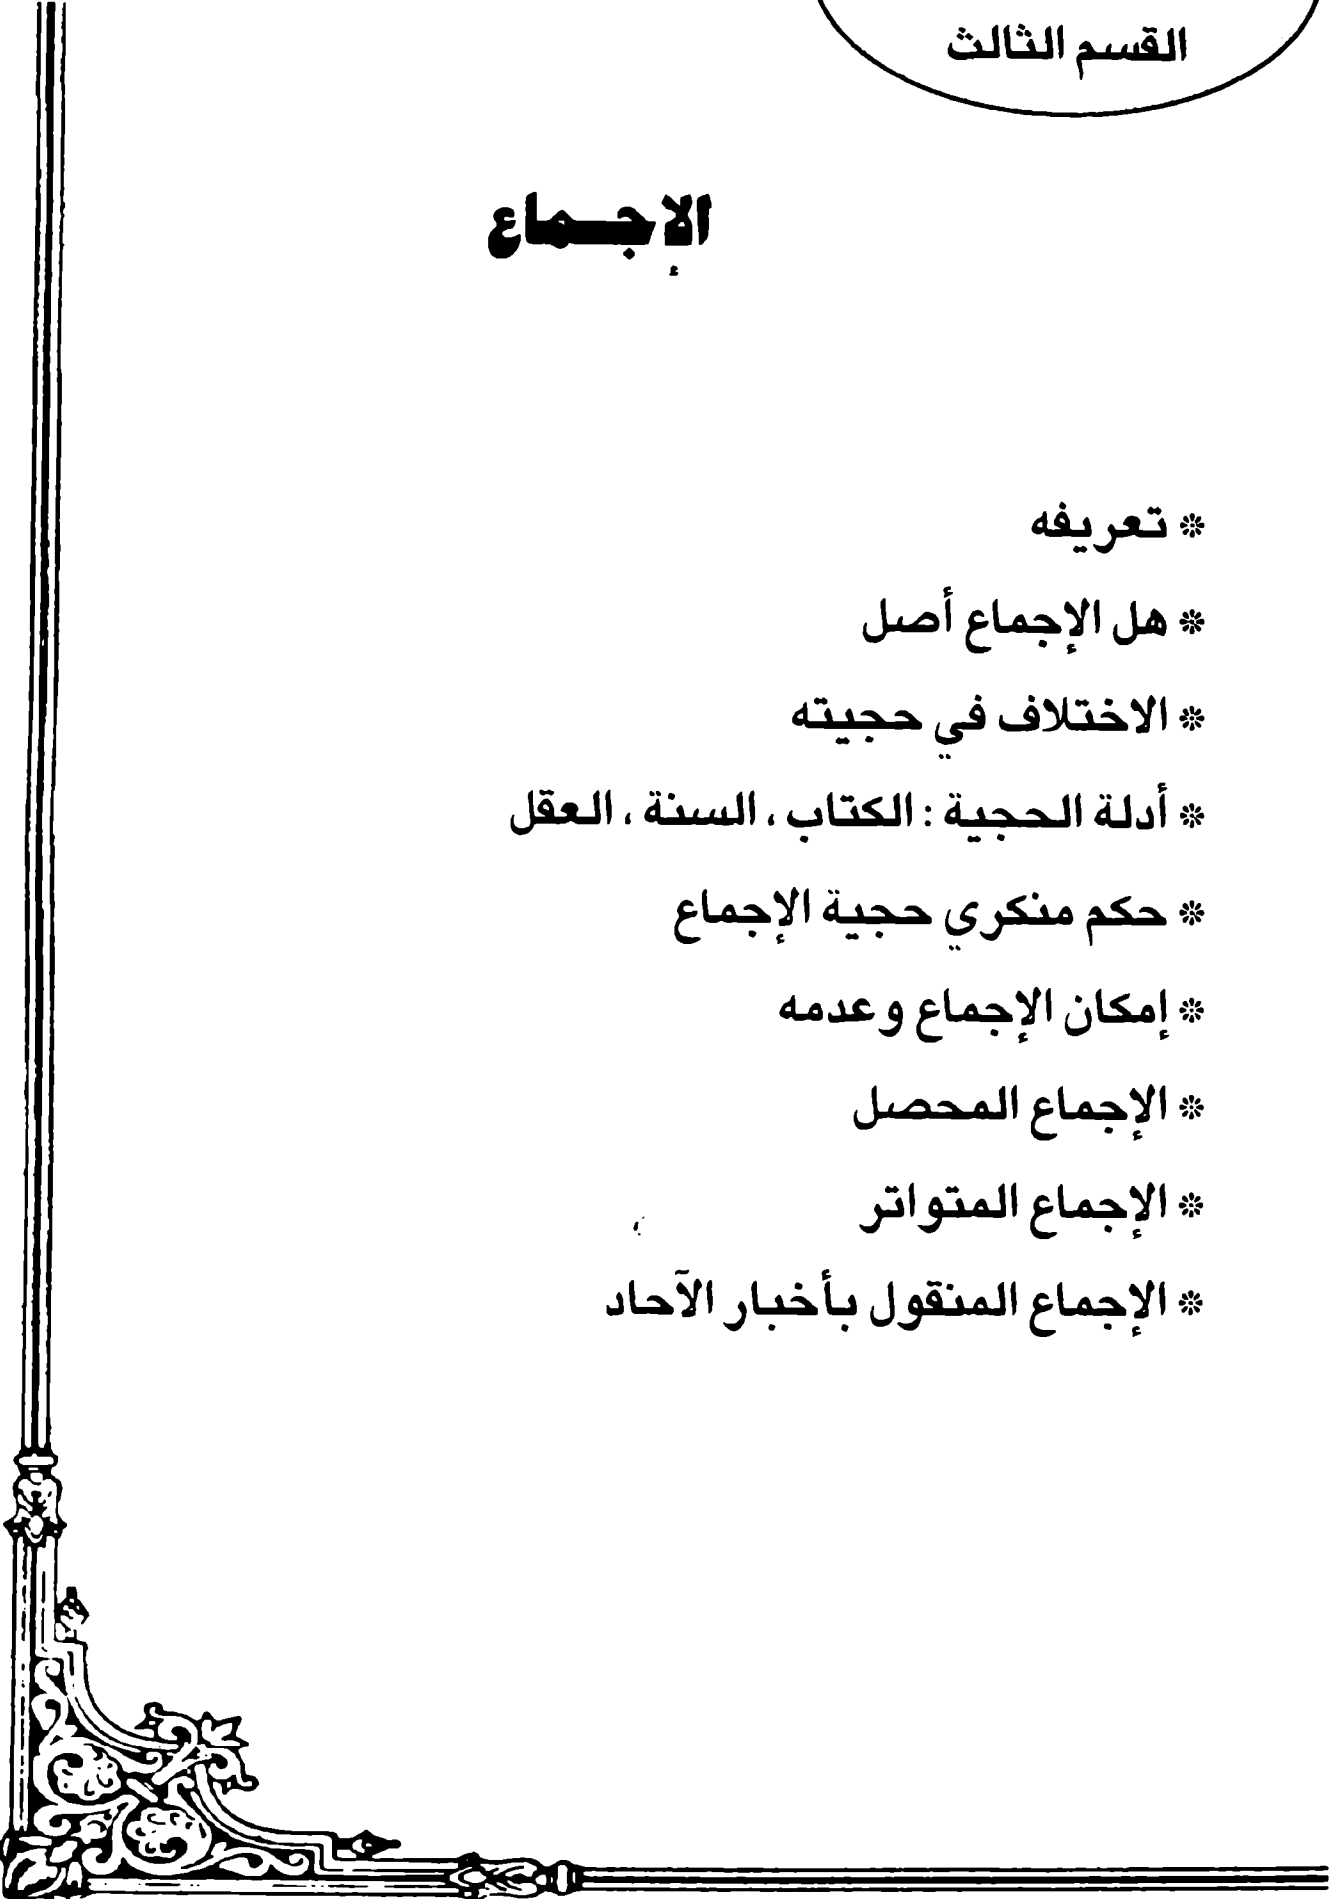 القسم الثالث
الإجماع
* تعريفه
* هل الإجماع أصل
* الاختلاف في حجيته
* أدلة الحجية : الكتاب ، السنة ، العقل
* حكم منكري حجية الإجماع
* إمكان الإجماع وعدمه
* الإجماع المحصل
* الإجماع المتواتر
* الإجماع المنقول بأخبار الآحاد